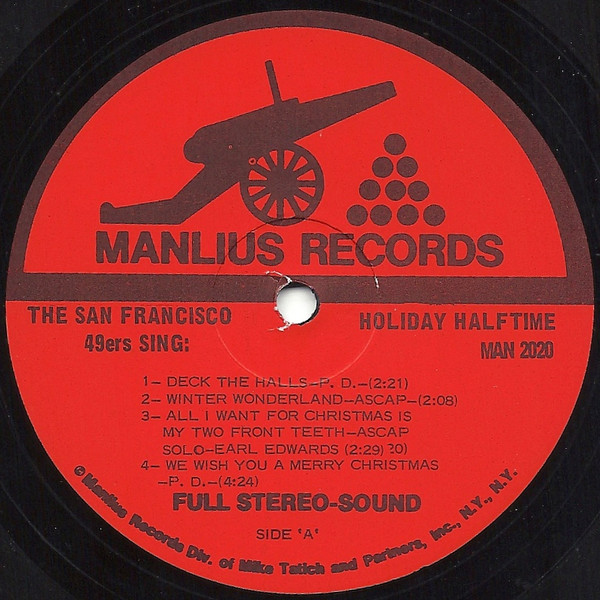 MANLIUS RECORDS
THE SAN FRANCISCO
49ers SING:
HOLIDAY HALFTIME
MAN 2020
1– DECK THE HALLS–P. D.–(2:21)
2– WINTER WONDERLAND–ASCAP–(2:08)
3– ALL I WANT FOR CHRISTMAS IS
MY TWO FRONT TEETH–ASCAP
SOLO–EARL EDWARDS (2:29) 20)
4– WE WISH YOU A MERRY CHRISTMAS
–P. D.–(4:24)
FULL STEREO-SOUND
SIDE 'A'
© Manlius, Records Div. of Mike Tatich and Partners, Inc., N.Y., N.Y.